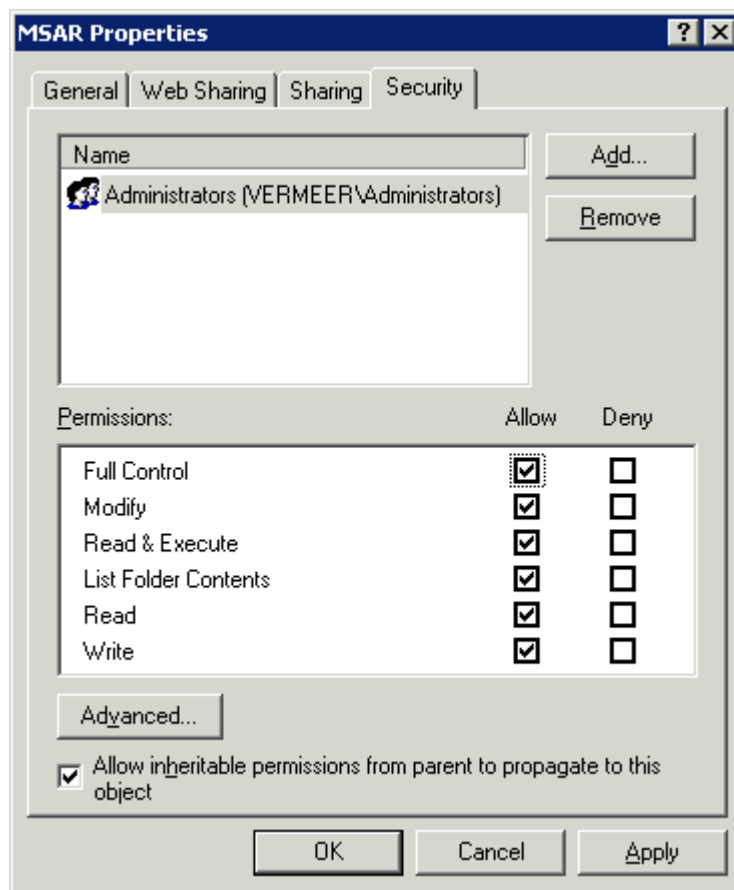 MSAR Properties
General Web Sharing Sharing Security
Name
Administrators (VERMEER\Administrators)
Add...
Remove
Permissions: Allow Deny
Full Control
Modify
Read & Execute
List Folder Contents
Read
Write
Advanced...
Allow inheritable permissions from parent to propagate to this
object
OK Cancel Apply